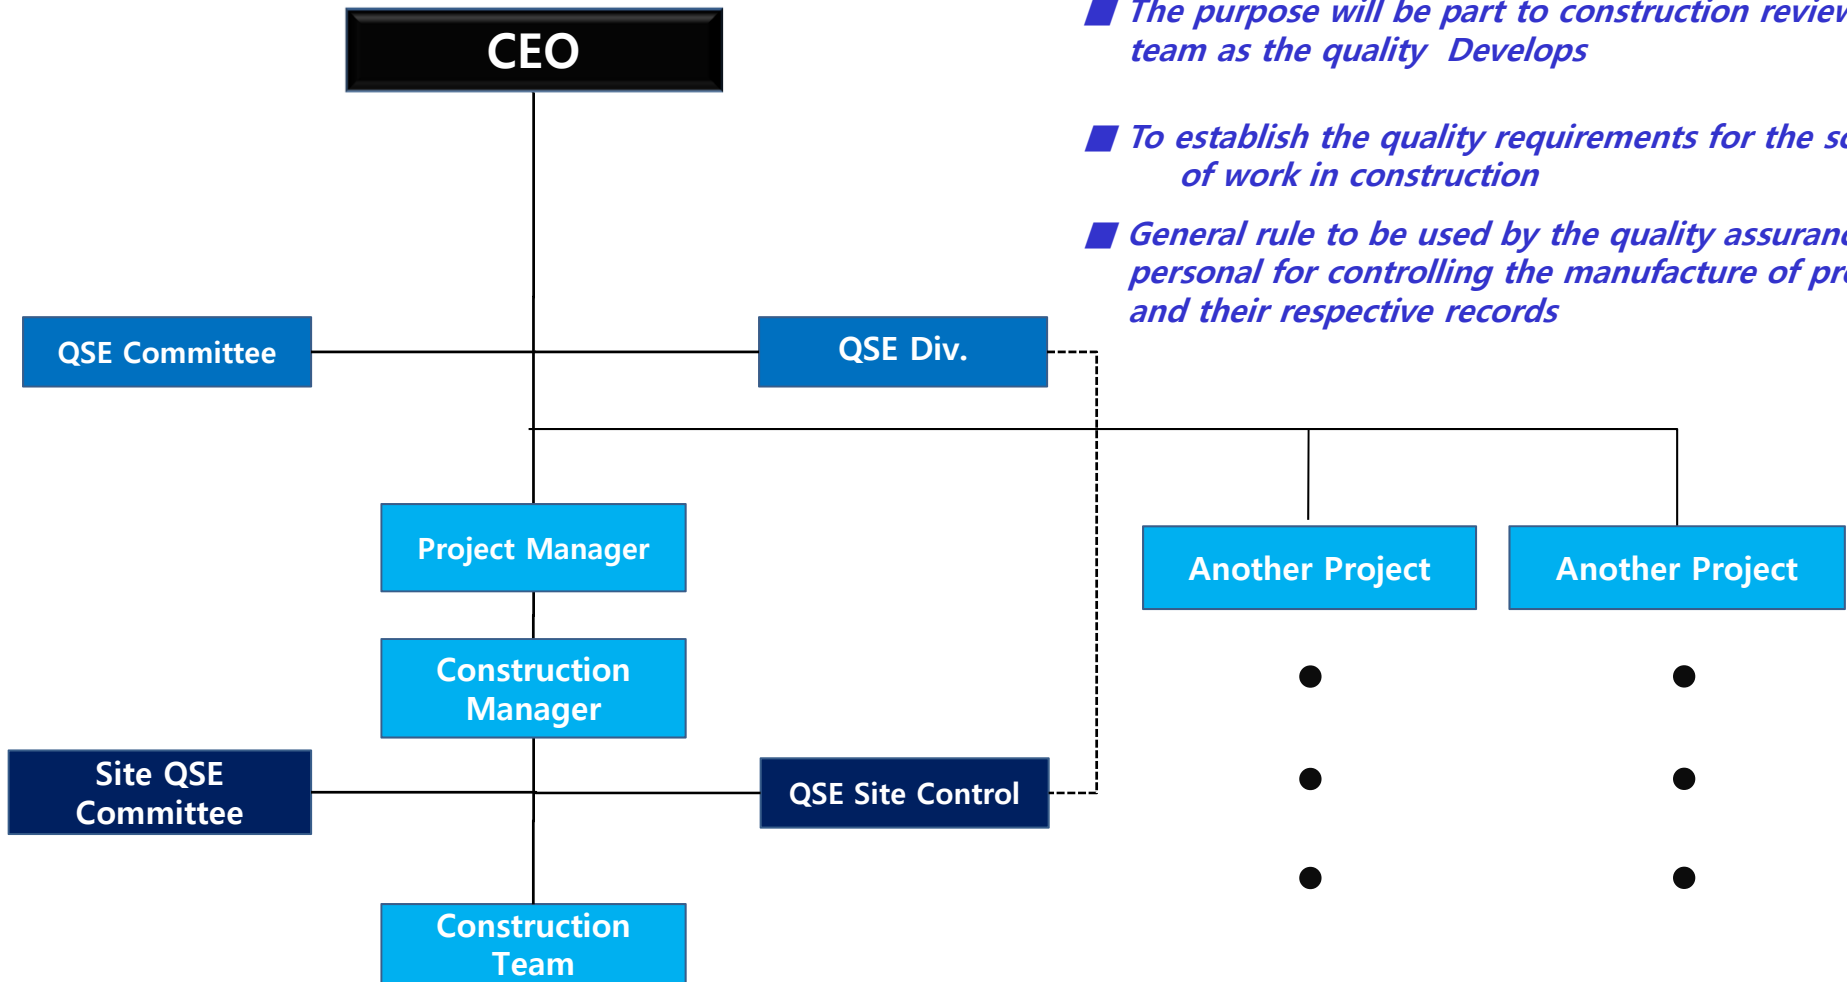 CEO
■ The purpose will be part to construction review
team as the quality Develops
■ To establish the quality requirements for the
of work in construction
■ General rule to be used by the quality
personal for controlling the manufacture of
and their respective records
QSE Committee
QSE Div.
Project Manager
Another Project
Another Project
Construction
Manager
Site QSE
Committee
QSE Site Control
Construction
Team